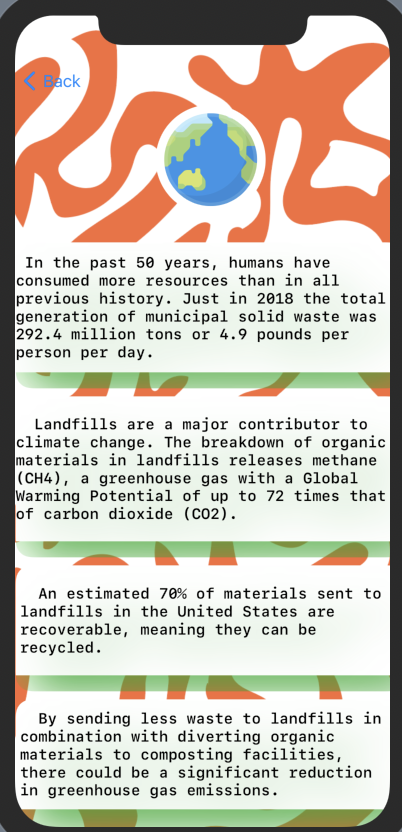 Back
In the past 50 years, humans have
consumed more resources than in all
previous history. Just in 2018 the total
generation of municipal solid waste was
292.4 million tons or 4.9 pounds per
person per day.
Landfills are a major contributor to
climate change. The breakdown of organic
materials in landfills releases methane
(CH4), a greenhouse gas with a Global
Warming Potential of up to 72 times that
of carbon dioxide (CO2).
An estimated 70% of materials sent to
landfills in the United States are
recoverable, meaning they can be
recycled.
By sending less waste to landfills in
combination with diverting organic
materials to composting facilities,
there could be a significant reduction
in greenhouse gas emissions.